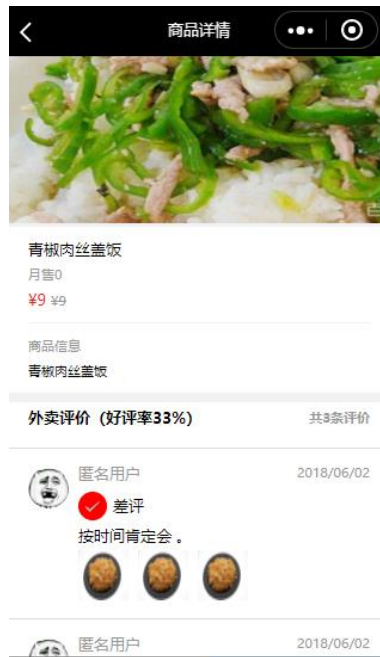 商品详情
青椒肉丝盖饭
月售0
¥9 ¥9
商品信息
青椒肉丝盖饭
外卖评价（好评率33%） 共3条评价
匿名用户 2018/06/02
差评
按时间肯定会 。
匿名用户 2018/06/02